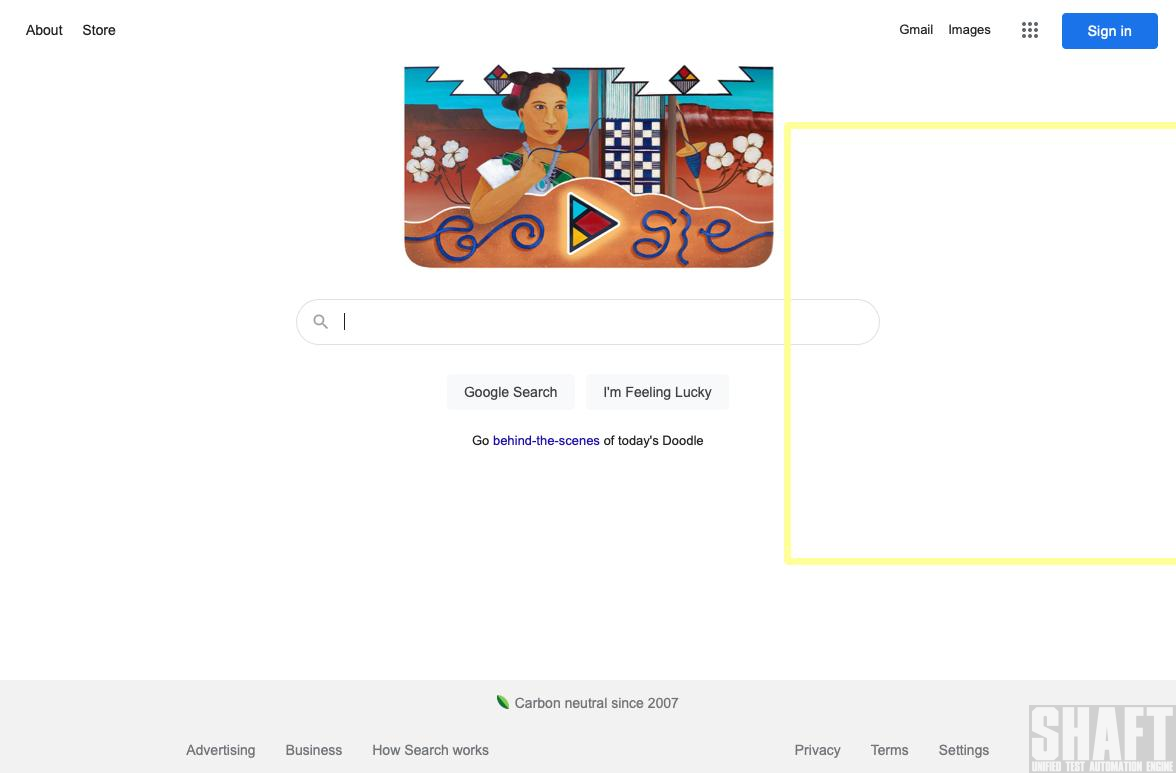 About Store
Gmail Images Sign in
Google Search I'm Feeling Lucky
Go behind-the-scenes of today's Doodle
Carbon neutral since 2007
Advertising Business How Search works
Privacy Terms Settings
SHAFT
UNIFIED TEST AUTOMATION ENGINE